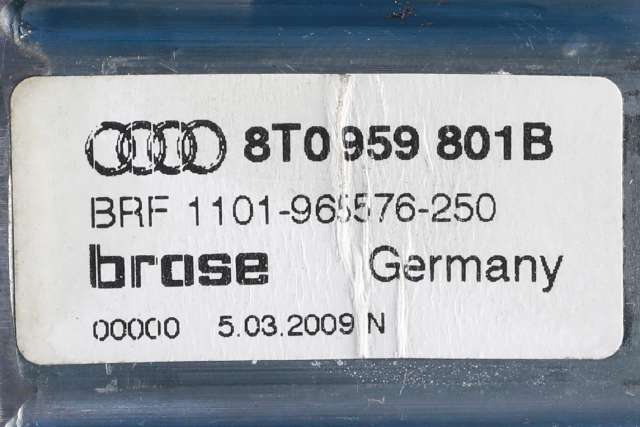 8T0 959 801B
BRF 1101-965576-250
brose Germany
00000 5.03.2009 N